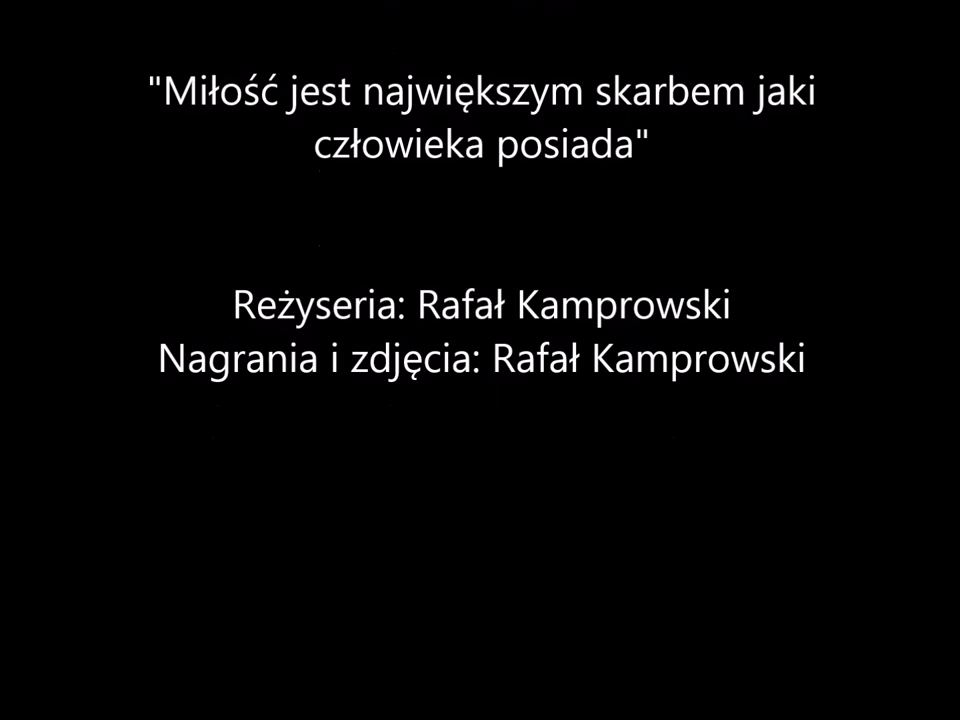 "Miłość jest największym skarbem jaki
człowieka posiada"
Reżyseria: Rafał Kamprowski
Nagrania i zdjęcia: Rafał Kamprowski